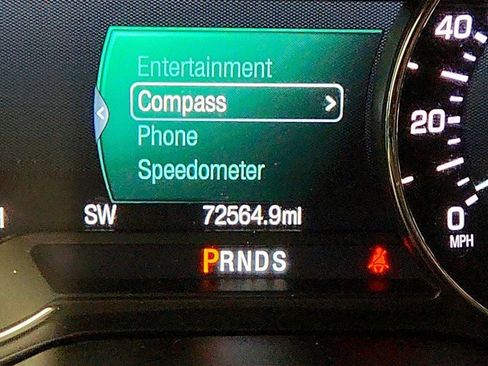 Entertainment
Compass >
Phone
Speedometer
<
SW 72564.9mi
PRNDS
40
20
0
MPH